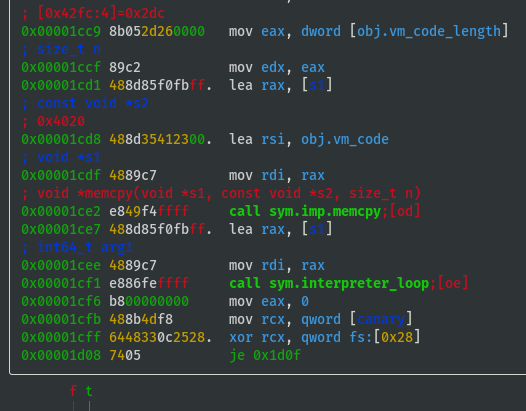 ; [0x42fc:4]=0x2dc
0x00001cc9 8b052d260000 mov eax, dword [obj.vm_code_length]
; size_t n
0x00001ccf 89c2 mov edx, eax
0x00001cd1 488d85f0fbff. lea rax, [s1]
; const void *s2
; 0x4020
0x00001cd8 488d35412300. lea rsi, obj.vm_code
; void *s1
0x00001cdf 4889c7 mov rdi, rax
; void *memcpy(void *s1, const void *s2, size_t n)
0x00001ce2 e849f4ffff call sym.imp.memcpy;[od]
0x00001ce7 488d85f0fbff. lea rax, [s1]
; int64_t arg1
0x00001cee 4889c7 mov rdi, rax
0x00001cf1 e886feffff call sym.interpreter_loop;[oe]
0x00001cf6 b800000000 mov eax, 0
0x00001cfb 488b4df8 mov rcx, qword [canary]
0x00001cff 6448330c2528. xor rcx, qword fs:[0x28]
0x00001d08 7405 je 0x1d0f
f t